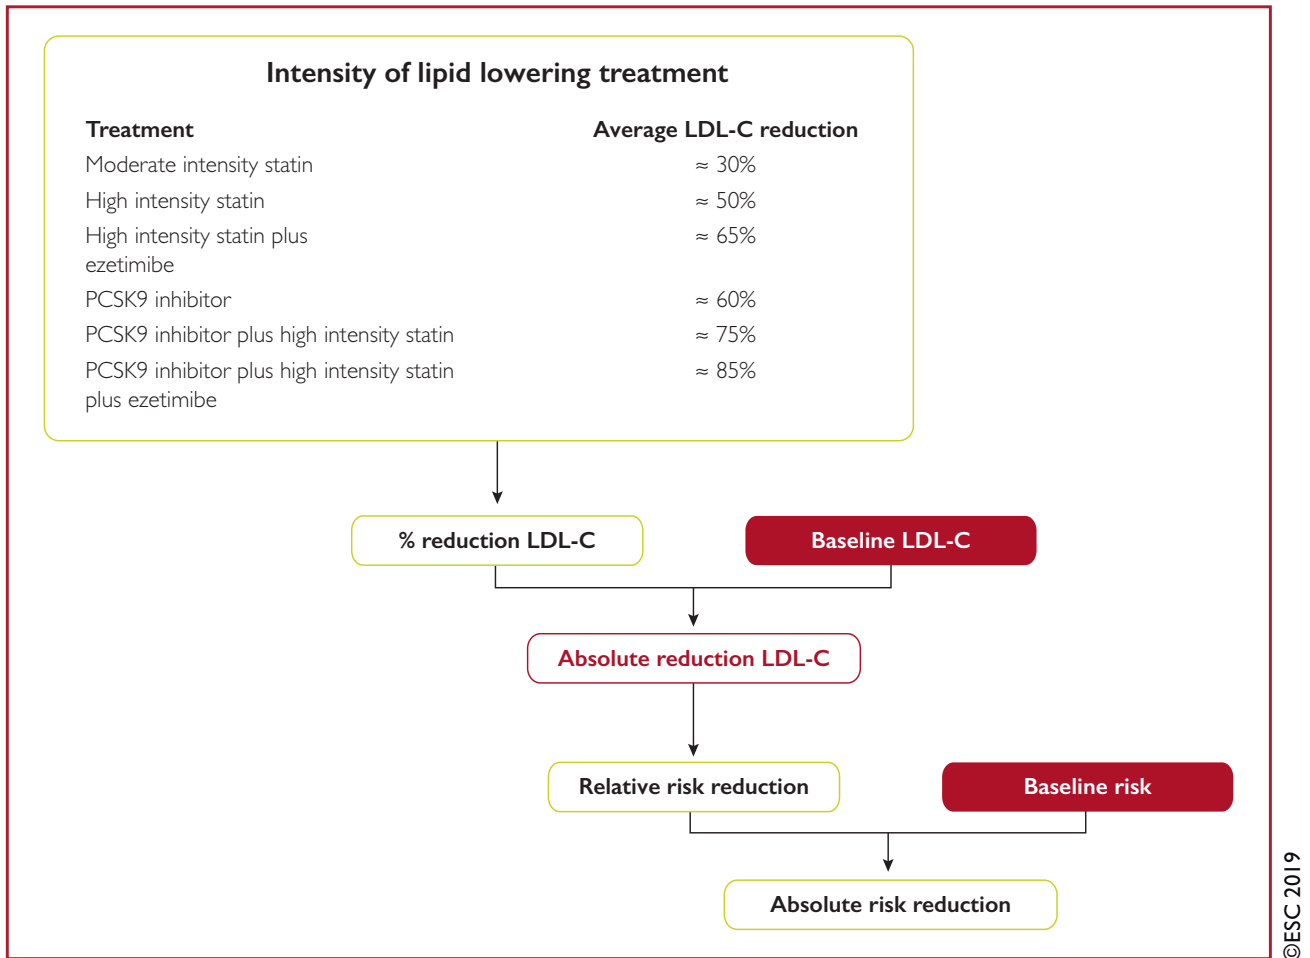 Intensity of lipid lowering treatment
Treatment
Average LDL-C reduction
Moderate intensity statin
≈ 30%
High intensity statin
≈ 50%
High intensity statin plus
≈ 65%
ezetimibe
PCSK9 inhibitor
≈ 60%
PCSK9 inhibitor plus high intensity statin
≈ 75%
PCSK9 inhibitor plus high intensity statin
≈ 85%
plus ezetimibe
% reduction LDL-C
Baseline LDL-C
Absolute reduction LDL-C
Relative risk reduction
Baseline risk
Absolute risk reduction
©ESC 2019